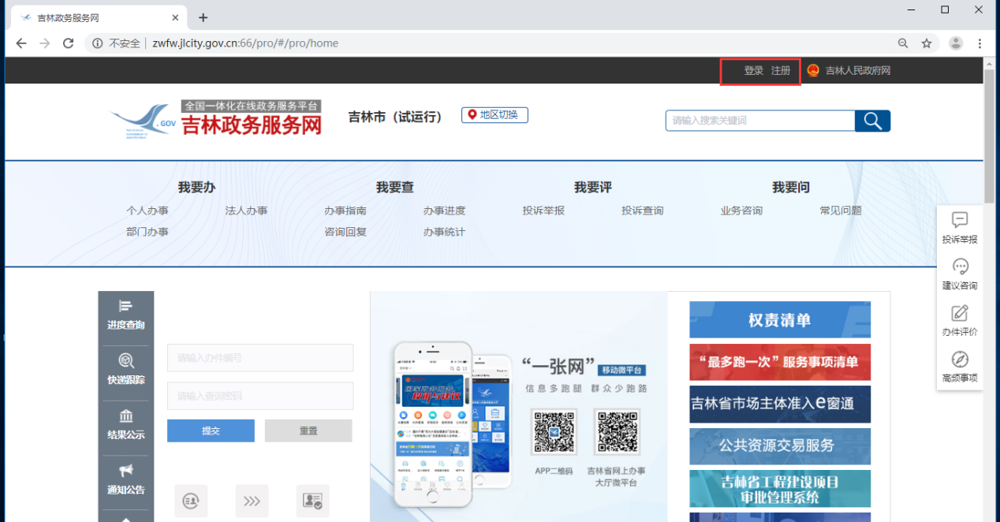 吉林政务服务网
不安全
zwfw.jlcity.gov.cn:66/pro/#/pro/home
登录 注册 吉林人民政府网
全国一体化在线政务服务平台
.GOV 吉林政务服务网
吉林市（试运行）
地区切换
请输入搜索关键词
我要办 我要查 我要评 我要问
个人办事 法人办事 办事指南 办事进度 投诉举报 投诉查询 业务咨询 常见问题
部门办事 咨询回复 办事统计
投诉举报
建议咨询
办件评价
高频事项
进度查询
快递跟踪
结果公示
通知公告
请输入办件编号
请输入查询密码
提交 重置
“一张网” 移动微平台
信息多跑腿 群众少跑路
APP二维码
吉林省网上办事
大厅微平台
权责清单
“最多跑一次”服务事项清单
吉林省市场主体准入e窗通
公共资源交易服务
吉林省工程建设项目
审批管理系统